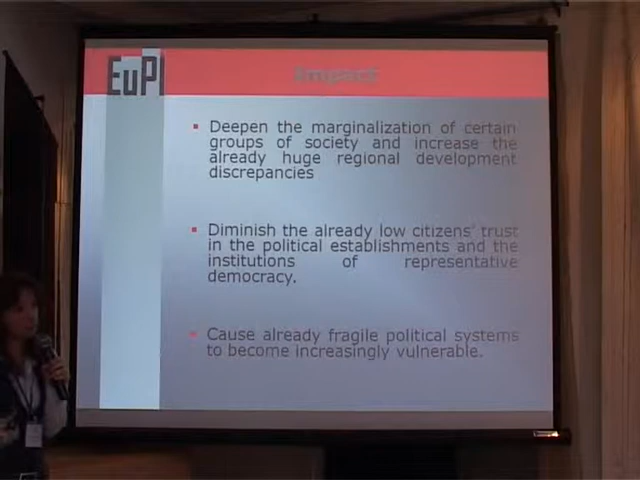 EuPI
Impact
Deepen the marginalization of certain
groups of society and increase the
already huge regional development
discrepancies
Diminish the already low citizens' trust
in the political establishments and the
institutions of representative
democracy.
Cause already fragile political systems
to become increasingly vulnerable.